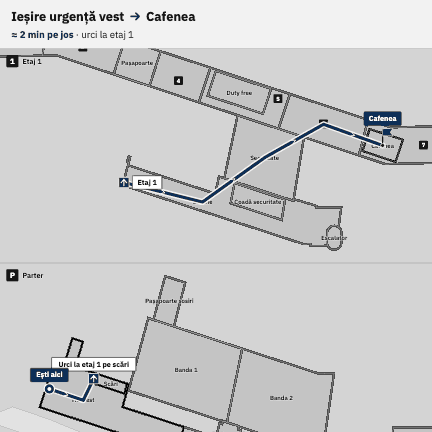 Ieșire urgență vest → Cafenea
≈ 2 min pe jos · urci la etaj 1
1 Etaj 1
Pașapoarte
4
Duty free
5
Cafenea
7
Etaj 1
Coadă securitate
Escalator
P Parter
Pașapoarte sosiri
Urci la etaj 1 pe scări
Banda 1
Ești aici
Scări
Banda 2